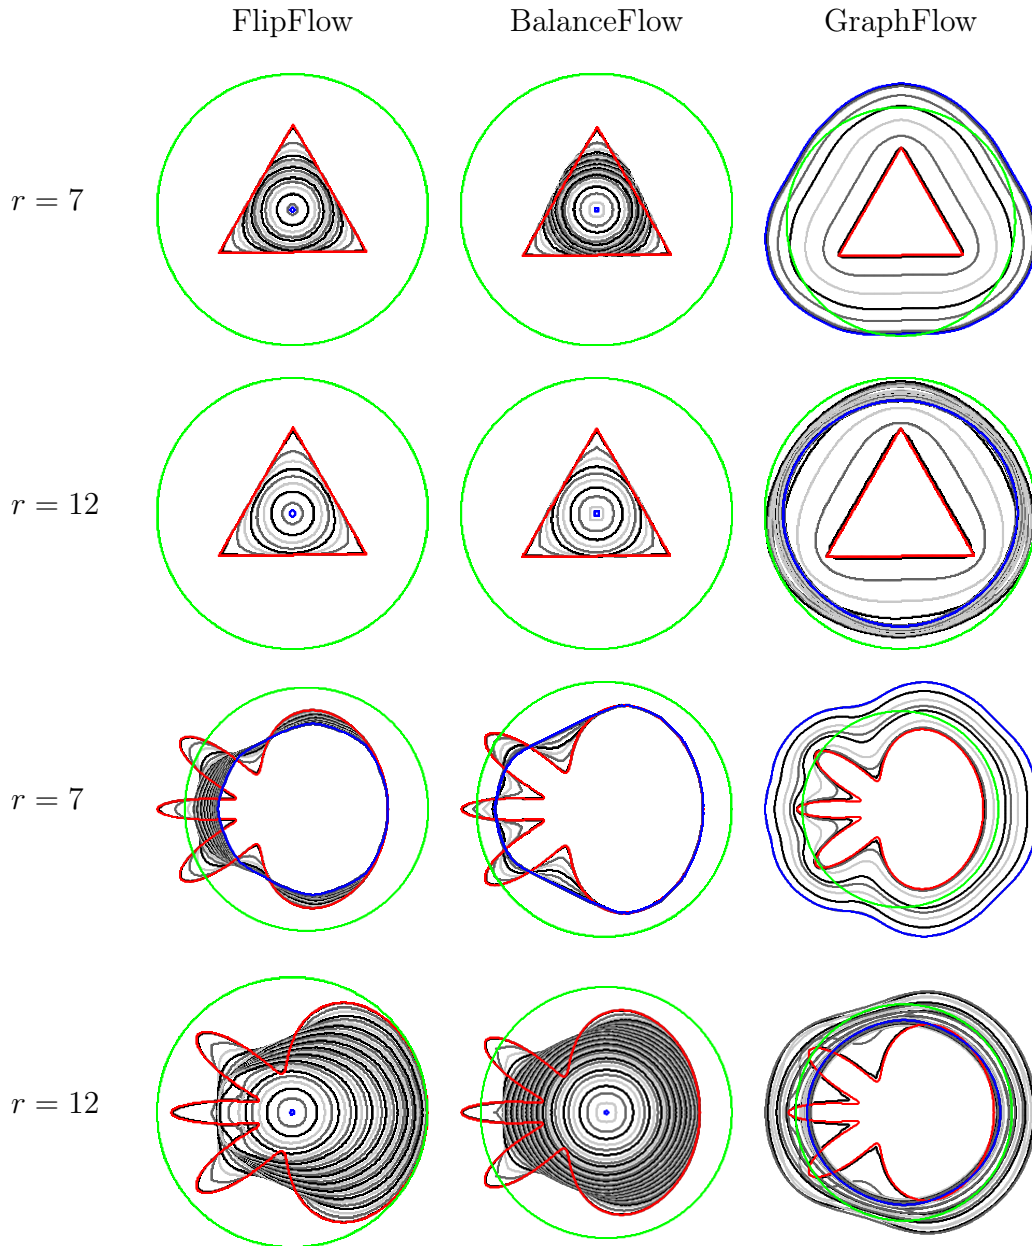 FlipFlow BalanceFlow GraphFlow
r = 7
r = 12
r = 7
r = 12